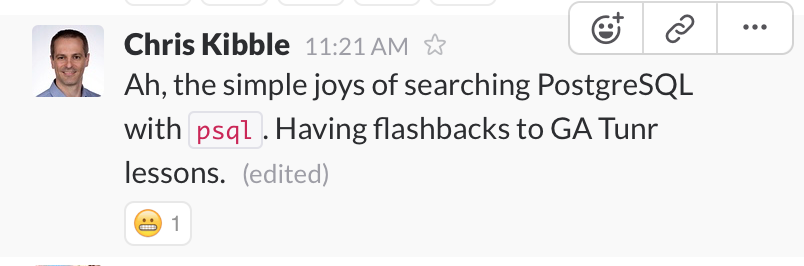 Chris Kibble 11:21 AM
Ah, the simple joys of searching PostgreSQL
with psql. Having flashbacks to GA Tunr
lessons. (edited)
1